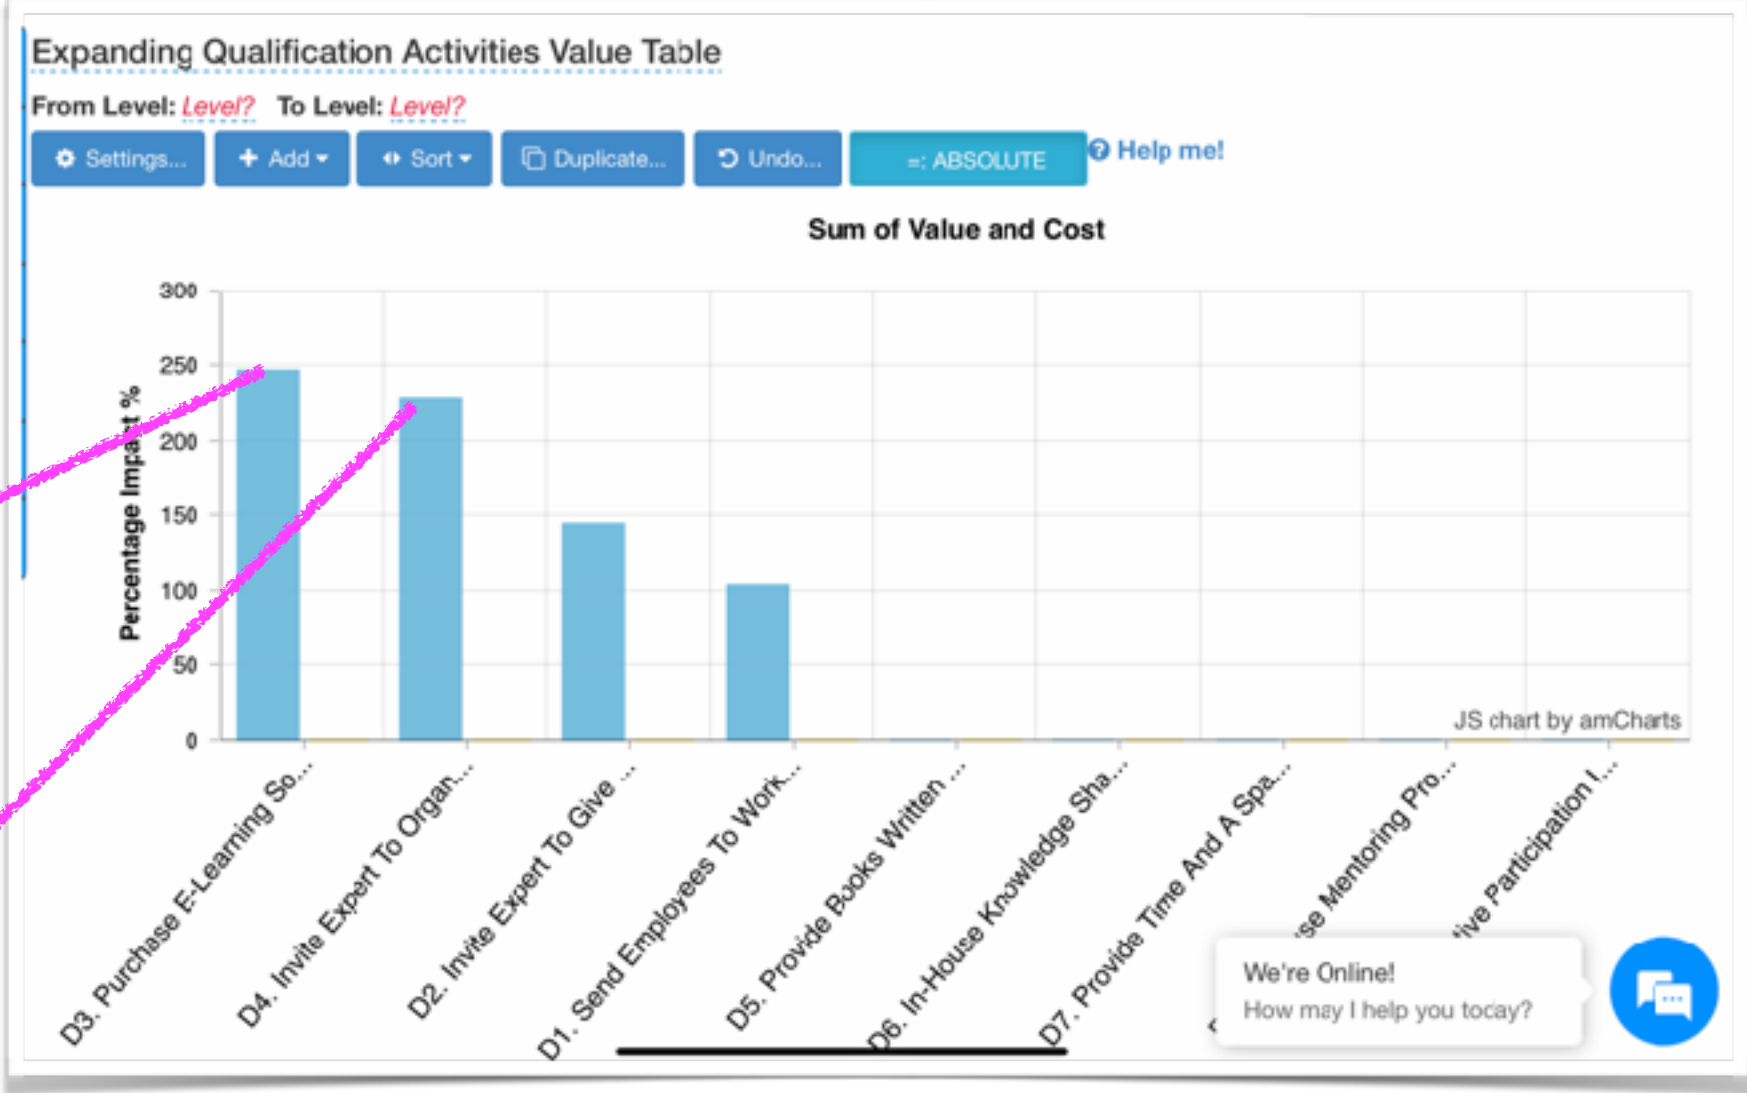 Expanding Qualification Activities Value Table
From Level: Level? To Level: Level?
Settings... Add Sort Duplicate... Undo... =: ABSOLUTE Help me!
Sum of Value and Cost
Percentage Impact %
300
250
200
150
100
50
0
JS chart by amCharts
D3. Purchase E-Learning So...
D4. Invite Expert To Organ...
D2. Invite Expert To Give ...
D1. Send Employees To Work...
D5. Provide Books Written ...
D6. In-House Knowledge Sha...
D7. Provide Time And A Spa...
se Mentoring Pro...
ive Participation I...
We're Online!
How may I help you today?